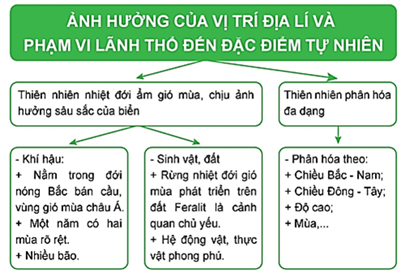 ẢNH HƯỞNG CỦA VỊ TRÍ ĐỊA LÍ VÀ
PHẠM VI LÃNH THỔ ĐẾN ĐẶC ĐIỂM TỰ NHIÊN
Thiên nhiên nhiệt đới ẩm gió mùa, chịu ảnh
hưởng sâu sắc của biển
Thiên nhiên phân hóa
đa dạng
- Khí hậu:
+ Nằm trong đới
nóng Bắc bán cầu,
vùng gió mùa châu Á.
+ Một năm có hai
mùa rõ rệt.
+ Nhiều bão.
- Sinh vật, đất
+ Rừng nhiệt đới gió
mùa phát triển trên
đất Feralit là cảnh
quan chủ yếu.
+ Hệ động vật, thực
vật phong phú.
- Phân hóa theo:
+ Chiều Bắc - Nam;
+ Chiều Đông - Tây;
+ Độ cao;
+ Mùa,...